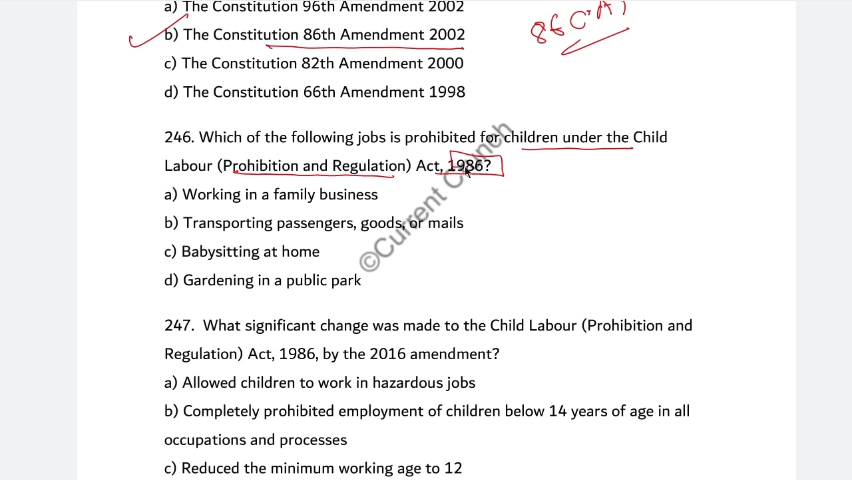 a) The Constitution 96th Amendment 2002
86 C.A
b) The Constitution 86th Amendment 2002
c) The Constitution 82th Amendment 2000
d) The Constitution 66th Amendment 1998
246. Which of the following jobs is prohibited for children under the Child
Labour (Prohibition and Regulation) Act, 1986?
a) Working in a family business
b) Transporting passengers, goods, or mails
c) Babysitting at home
d) Gardening in a public park
©Current Crunch
247. What significant change was made to the Child Labour (Prohibition and
Regulation) Act, 1986, by the 2016 amendment?
a) Allowed children to work in hazardous jobs
b) Completely prohibited employment of children below 14 years of age in all
occupations and processes
c) Reduced the minimum working age to 12